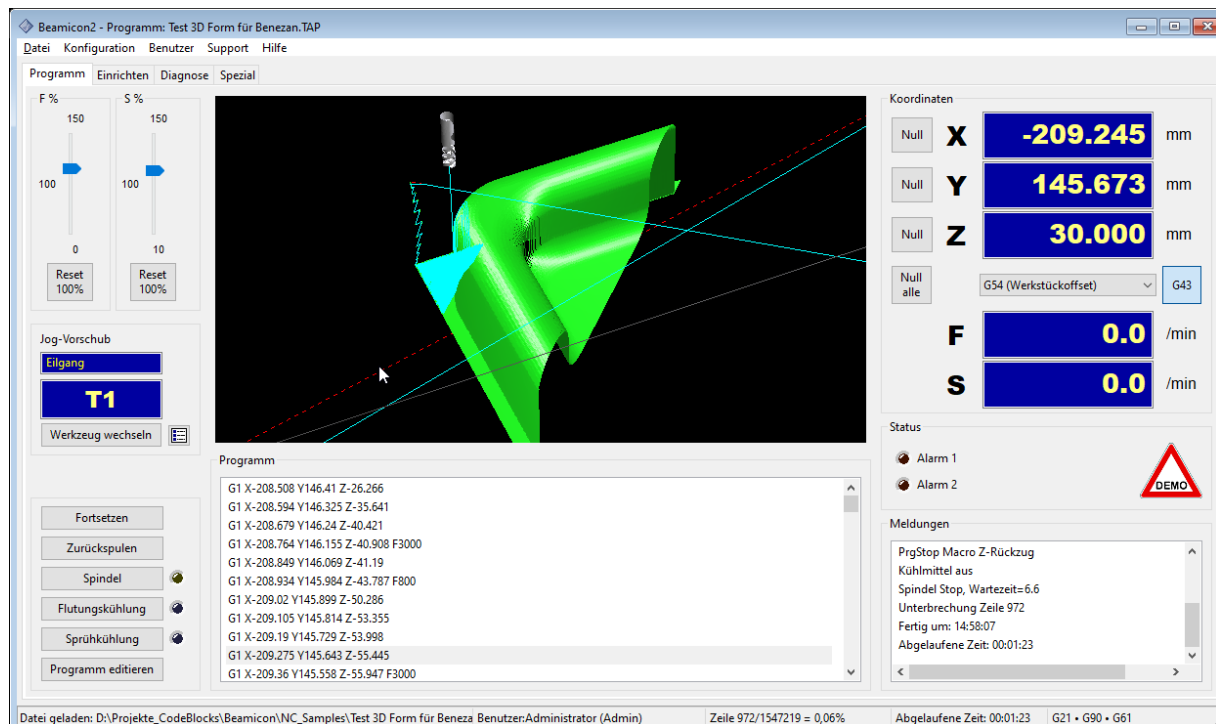 Beamicon2 - Programm: Test 3D Form für Benezan.TAP
Datei Konfiguration Benutzer Support Hilfe
Programm Einrichten Diagnose Spezial
F % S %
150 150
100 100
0 10
Reset 100% Reset 100%
Jog-Vorschub
Eilgang
T1
Werkzeug wechseln
Fortsetzen
Zurückspulen
Spindel
Flutungskühlung
Sprühkühlung
Programm editieren
Programm
G1 X-208.508 Y146.41 Z-26.266
G1 X-208.594 Y146.325 Z-35.641
G1 X-208.679 Y146.24 Z-40.421
G1 X-208.764 Y146.155 Z-40.908 F3000
G1 X-208.849 Y146.069 Z-41.19
G1 X-208.934 Y145.984 Z-43.787 F800
G1 X-209.02 Y145.899 Z-50.286
G1 X-209.105 Y145.814 Z-53.355
G1 X-209.19 Y145.729 Z-53.998
G1 X-209.275 Y145.643 Z-55.445
G1 X-209.36 Y145.558 Z-55.947 F3000
Koordinaten
Null X -209.245 mm
Null Y 145.673 mm
Null Z 30.000 mm
Null alle G54 (Werkstückoffset) G43
F 0.0 /min
S 0.0 /min
Status
Alarm 1
Alarm 2
DEMO
Meldungen
PrgStop Macro Z-Rückzug
Kühlmittel aus
Spindel Stop, Wartezeit=6.6
Unterbrechung Zeile 972
Fertig um: 14:58:07
Abgelaufene Zeit: 00:01:23
Datei geladen: D:\Projekte_CodeBlocks\Beamicon\NC_Samples\Test 3D Form für Beneza Benutzer:Administrator (Admin) Zeile 972/1547219 = 0,06% Abgelaufene Zeit: 00:01:23 G21 • G90 • G61